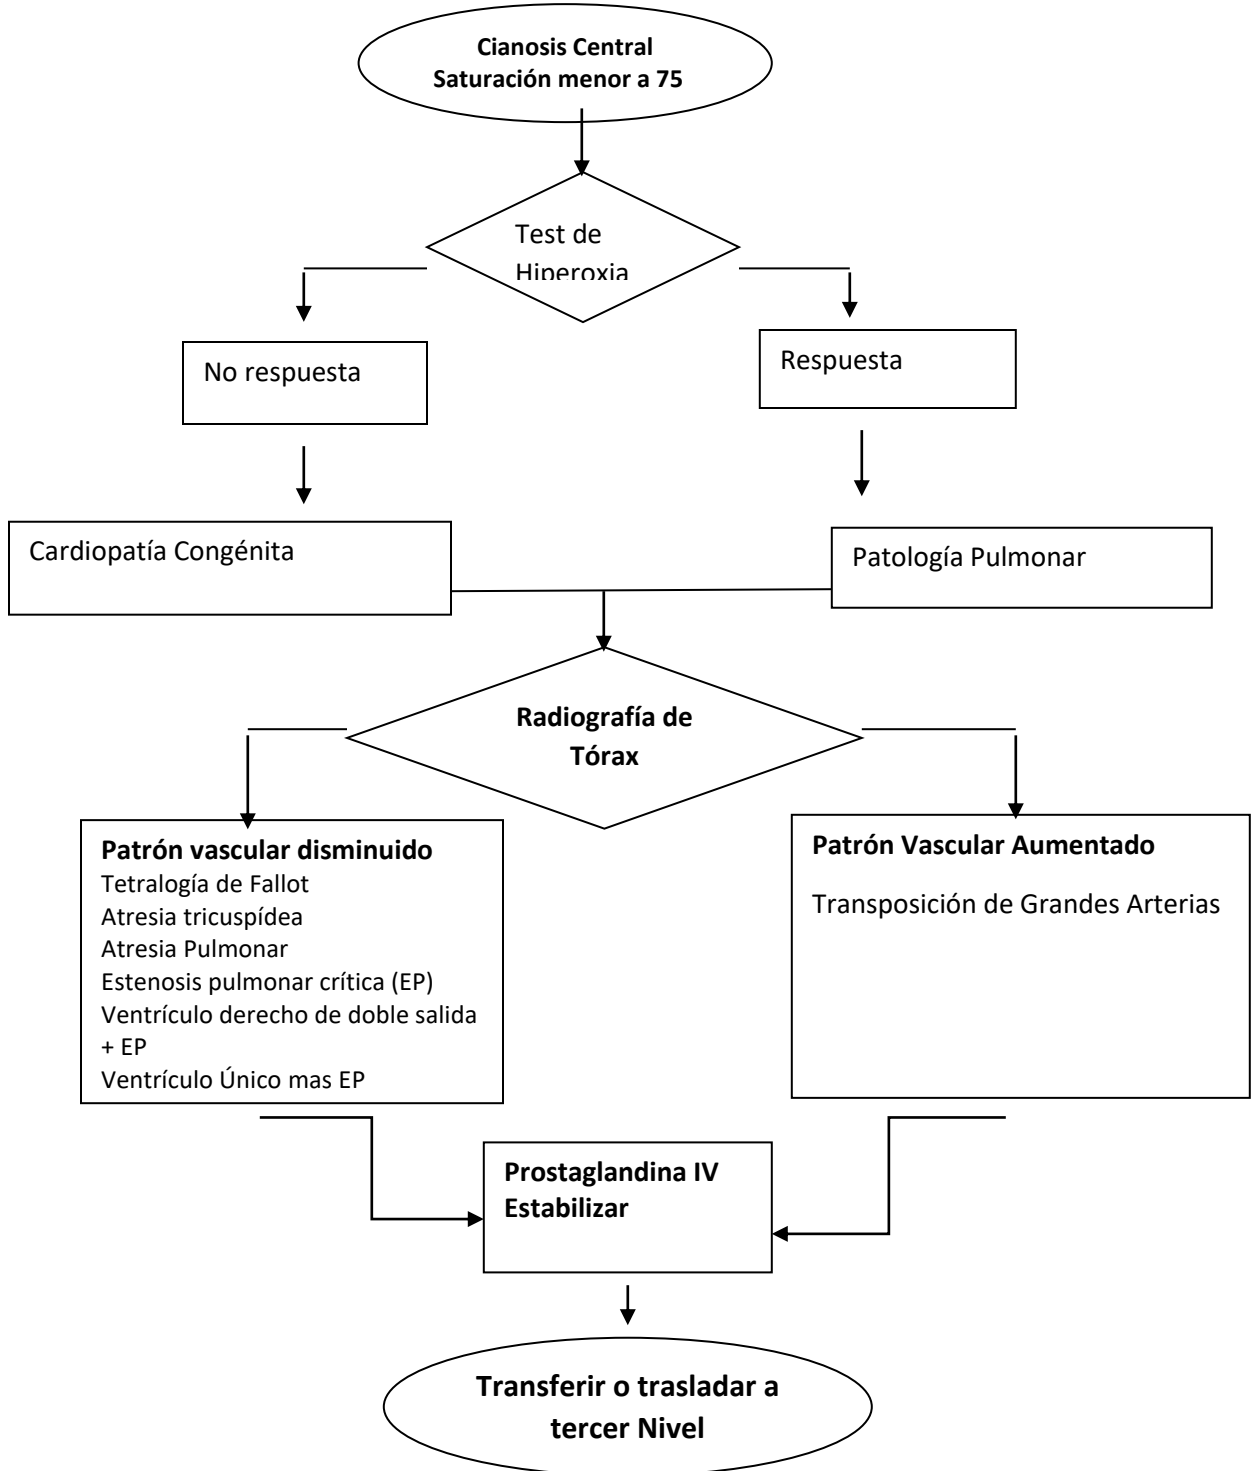 Cianosis Central
Saturación menor a 75
Test de
Hiperoxia
No respuesta
Respuesta
Cardiopatía Congénita
Patología Pulmonar
Radiografía de
Tórax
Patrón vascular disminuido
Tetralogía de Fallot
Atresia tricuspídea
Atresia Pulmonar
Estenosis pulmonar crítica (EP)
Ventrículo derecho de doble salida
+ EP
Ventrículo Único mas EP
Patrón Vascular Aumentado
Transposición de Grandes Arterias
Prostaglandina IV
Estabilizar
Transferir o trasladar a
tercer Nivel